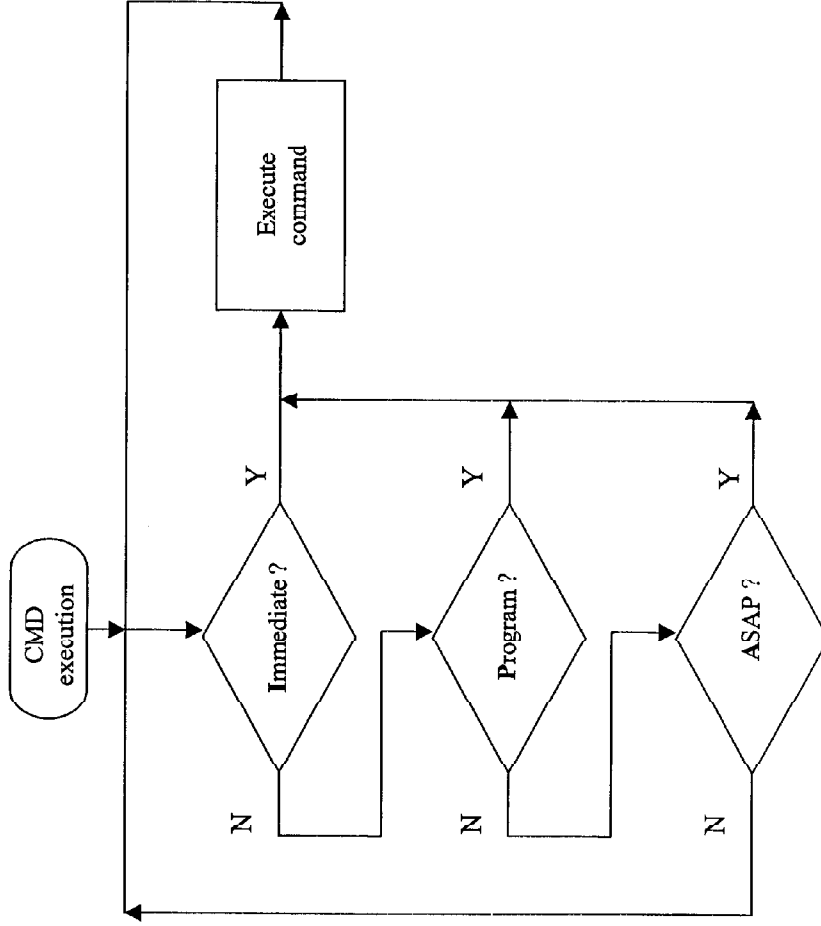 CMD
execution
Immediate ?
Y
Execute
command
N
Program ?
Y
N
ASAP ?
Y
N